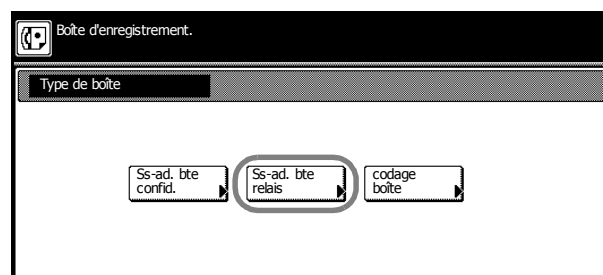 Boîte d'enregistrement.
Type de boîte
Ss-ad. bte
confid.
Ss-ad. bte
relais
codage
boîte